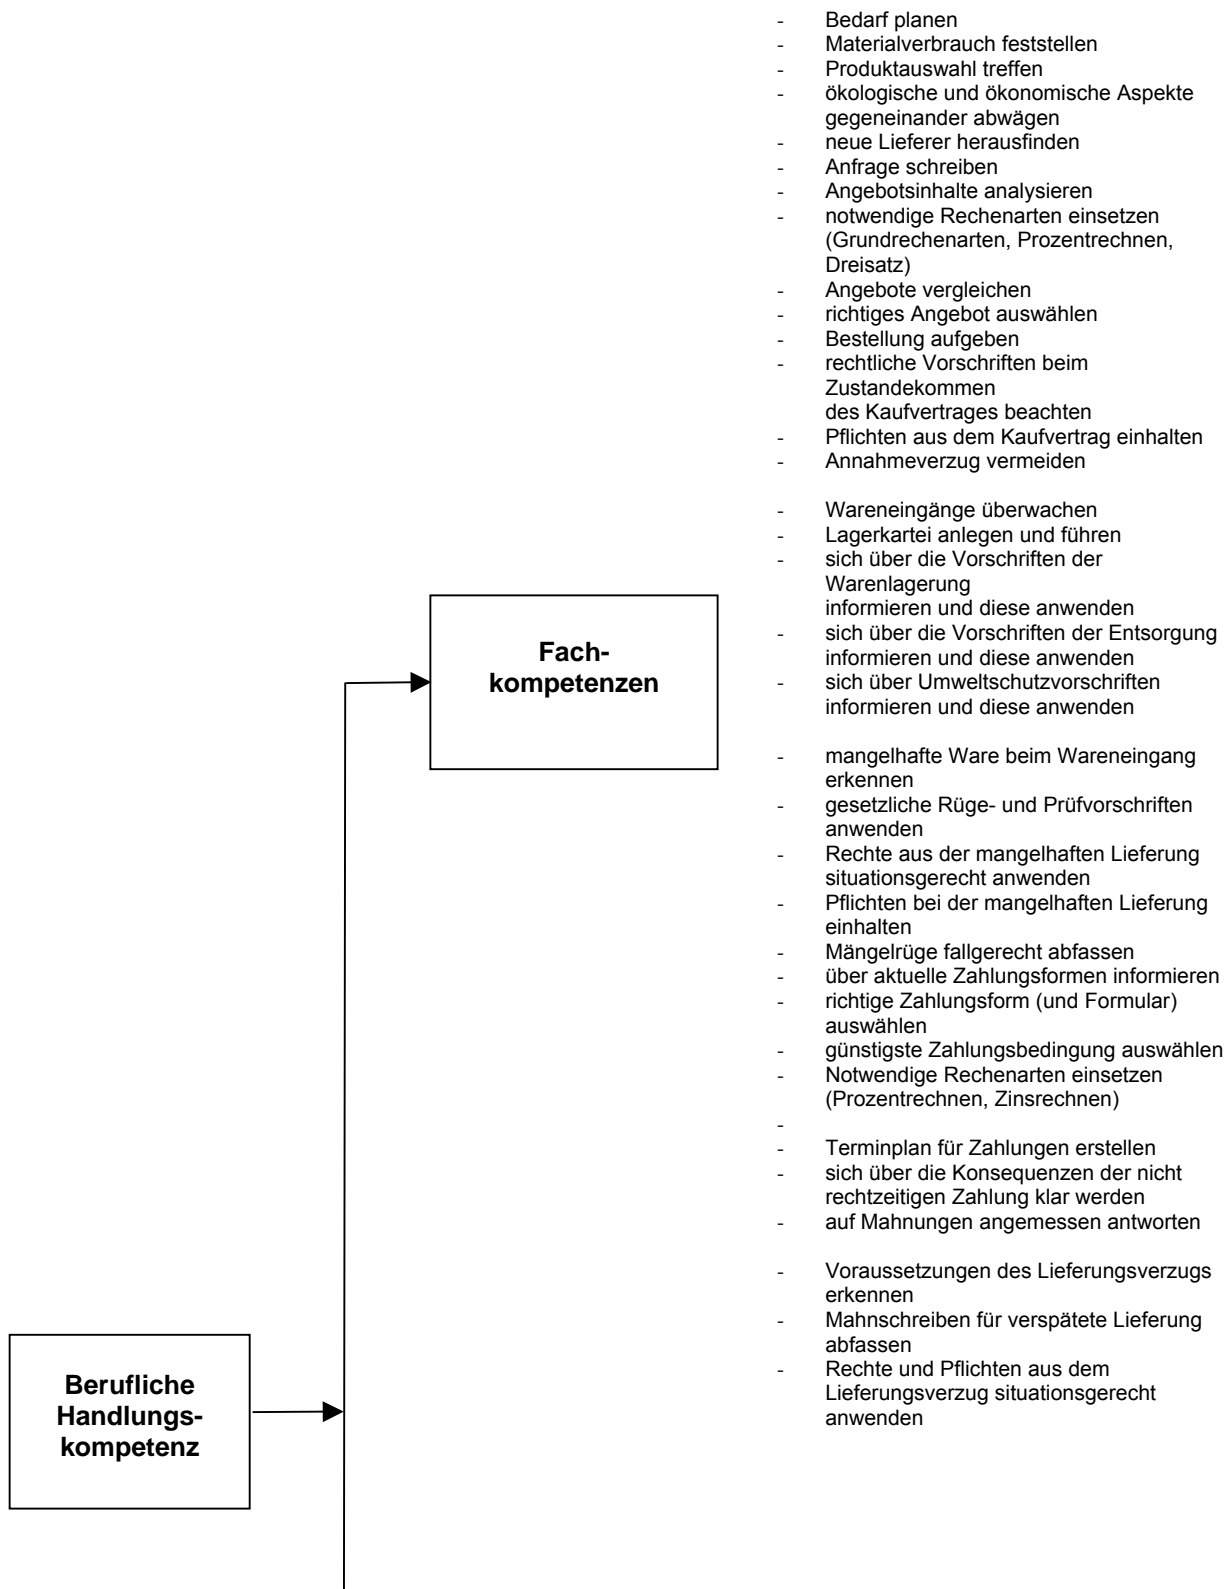 - Bedarf planen
- Materialverbrauch feststellen
- Produktauswahl treffen
- ökologische und ökonomische Aspekte
gegeneinander abwägen
- neue Lieferer herausfinden
- Anfrage schreiben
- Angebotsinhalte analysieren
- notwendige Rechenarten einsetzen
(Grundrechenarten, Prozentrechnen,
Dreisatz)
- Angebote vergleichen
- richtiges Angebot auswählen
- Bestellung aufgeben
- rechtliche Vorschriften beim
Zustandekommen
des Kaufvertrages beachten
- Pflichten aus dem Kaufvertrag einhalten
- Annahmeverzug vermeiden
- Wareneingänge überwachen
- Lagerkartei anlegen und führen
- sich über die Vorschriften der
Warenlagerung
informieren und diese anwenden
- sich über die Vorschriften der Entsorgung
informieren und diese anwenden
- sich über Umweltschutzvorschriften
informieren und diese anwenden
Fach-
kompetenzen
- mangelhafte Ware beim Wareneingang
erkennen
- gesetzliche Rüge- und Prüfvorschriften
anwenden
- Rechte aus der mangelhaften Lieferung
situationsgerecht anwenden
- Pflichten bei der mangelhaften Lieferung
einhalten
- Mängelrüge fallgerecht abfassen
- über aktuelle Zahlungsformen informieren
- richtige Zahlungsform (und Formular)
auswählen
- günstigste Zahlungsbedingung auswählen
- Notwendige Rechenarten einsetzen
(Prozentrechnen, Zinsrechnen)
-
- Terminplan für Zahlungen erstellen
- sich über die Konsequenzen der nicht
rechtzeitigen Zahlung klar werden
- auf Mahnungen angemessen antworten
- Voraussetzungen des Lieferungsverzugs
erkennen
- Mahnschreiben für verspätete Lieferung
abfassen
- Rechte und Pflichten aus dem
Lieferungsverzug situationsgerecht
anwenden
Berufliche
Handlungs-
kompetenz